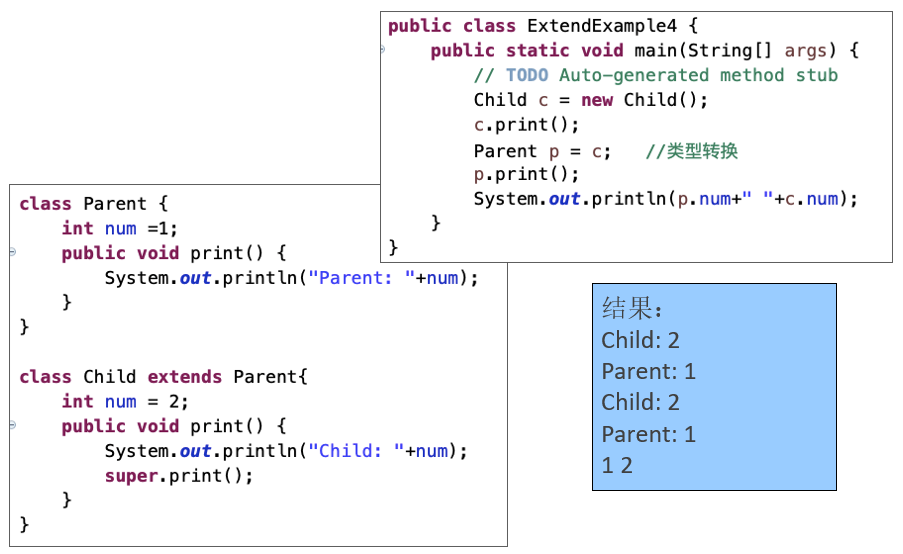 public class ExtendExample4 {
public static void main(String[] args) {
// TODO Auto-generated method stub
Child c = new Child();
c.print();
Parent p = c;   //类型转换
p.print();
System.out.println(p.num+" "+c.num);
}
}
class Parent {
int num =1;
public void print() {
System.out.println("Parent: "+num);
}
}
class Child extends Parent{
int num = 2;
public void print() {
System.out.println("Child: "+num);
super.print();
}
}
结果：
Child: 2
Parent: 1
Child: 2
Parent: 1
1 2